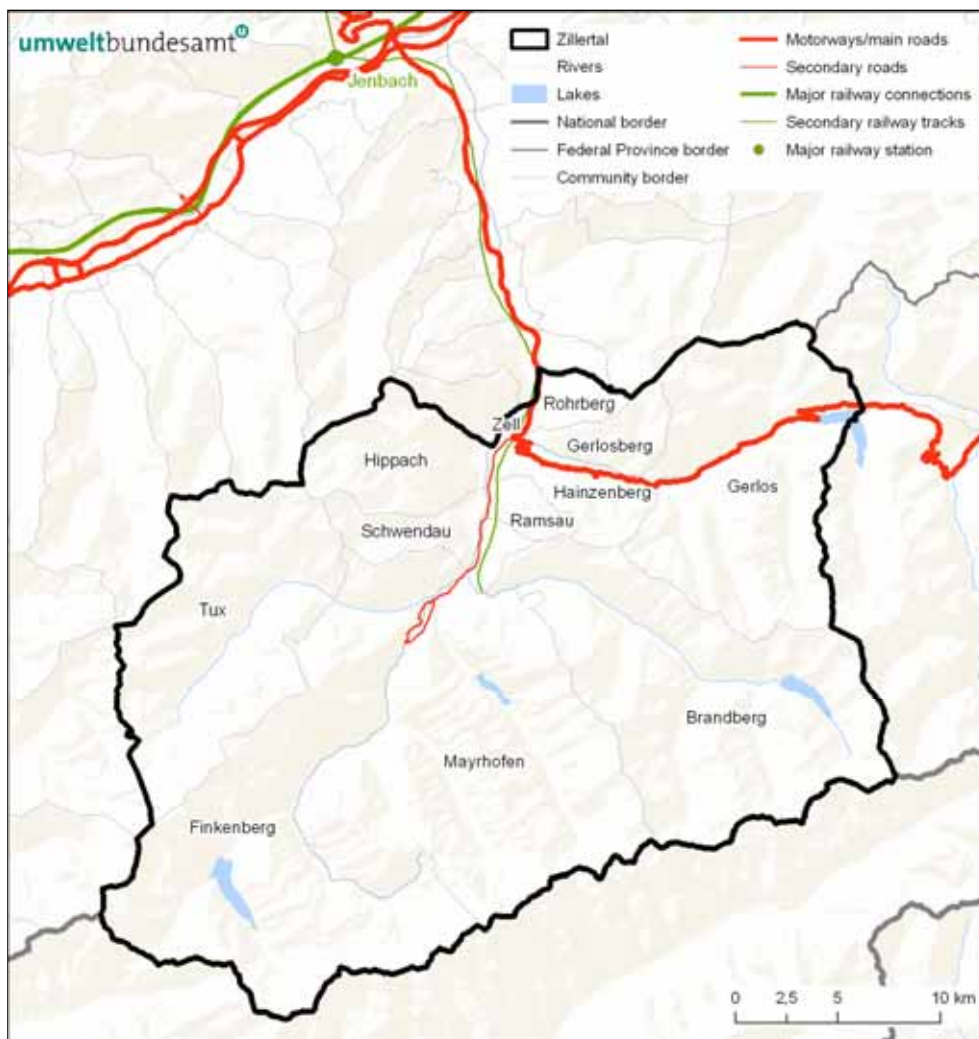 umweltbundesamt
Zillertal
Rivers
Lakes
National border
Federal Province border
Community border
Motorways/main roads
Secondary roads
Major railway connections
Secondary railway tracks
Major railway station
Jenbach
Rohrberg
Zell
Gerlosberg
Hippach
Hainzenberg
Gerlos
Schwendau
Ramsau
Tux
Brandberg
Mayrhofen
Finkenberg
0 2.5 5 10 km